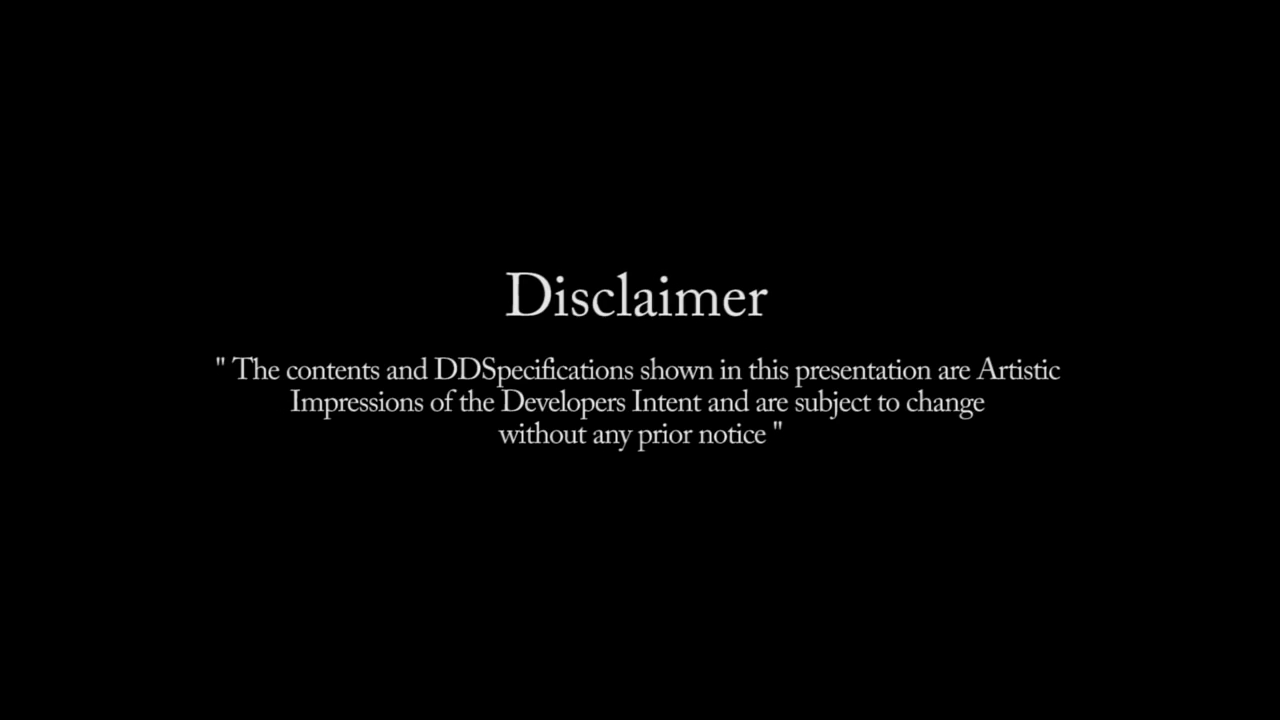 Disclaimer
" The contents and DDSpecifications shown in this presentation are Artistic
Impressions of the Developers Intent and are subject to change
without any prior notice "